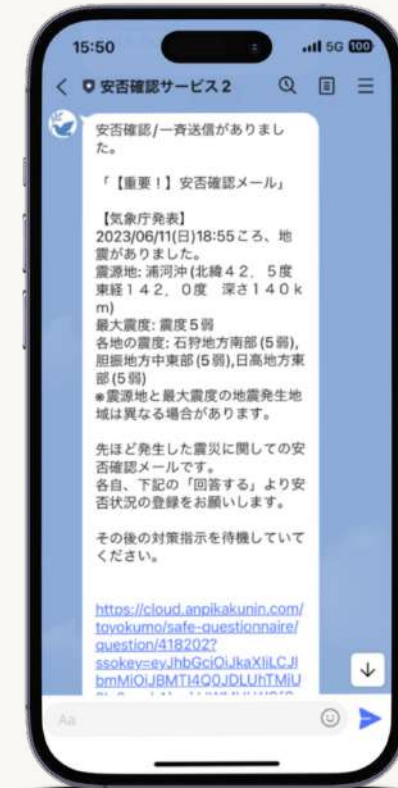 15:50
5G 100
安否確認サービス2
安否確認/一斉送信がありまし
た。
「【重要！】安否確認メール」
【気象庁発表】
2023/06/11(日)18:55ころ、地
震がありました。
震源地: 浦河沖(北緯４２．５度
東経１４２．０度 深さ１４０ｋ
m)
最大震度: 震度５弱
各地の震度: 石狩地方南部(５弱),
胆振地方中東部(５弱),日高地方東
部(５弱)
※震源地と最大震度の地震発生地
域は異なる場合があります。
先ほど発生した震災に関しての安
否確認メールです。
各自、下記の「回答する」より安
否状況の登録をお願いします。
その後の対策指示を待機していて
ください。
https://cloud.anpikakunin.com/
toyokumo/safe-questionnaire/
question/418202?
ssokey=eyJhbGciOiJkaXIiLCJl
bmMiOiJBMTI4Q0JDLUhTMjU
Aa